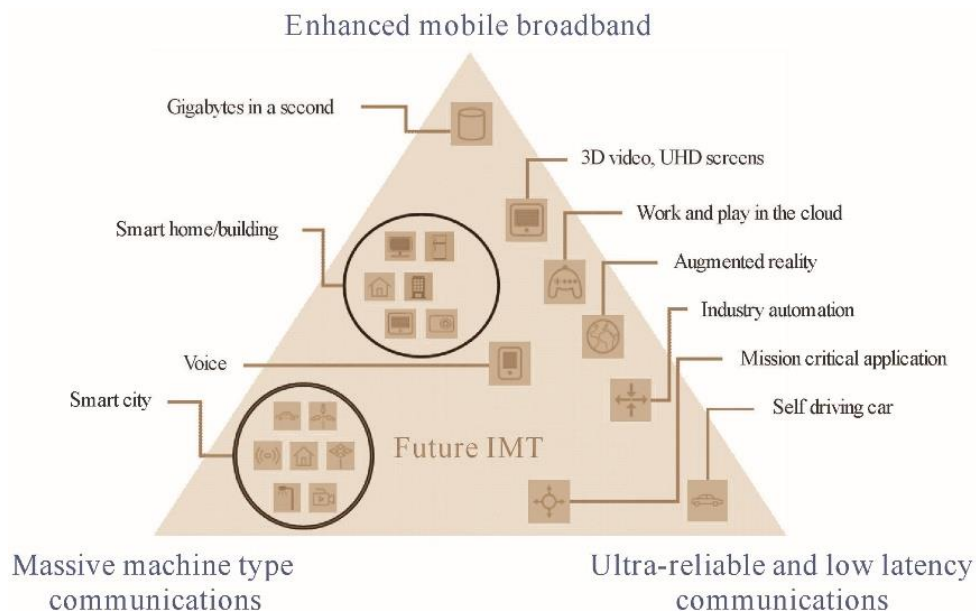 Enhanced mobile broadband
Gigabytes in a second
3D video, UHD screens
Smart home/building
Work and play in the cloud
Augmented reality
Industry automation
Voice
Mission critical application
Smart city
Self driving car
Future IMT
Massive machine type
communications
Ultra-reliable and low latency
communications